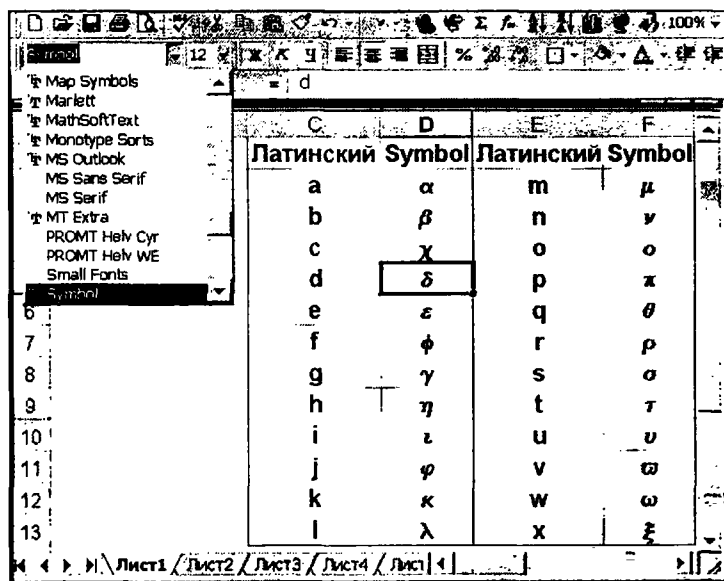 100%
Symbol 12 Ж К Ч %
Map Symbols = d
Marlett
MathSoftText
Monotype Sorts
MS Outlook
MS Sans Serif
MS Serif
MT Extra
PROMT Helv Cyr
PROMT Helv WE
Small Fonts
Symbol
C D E F
Латинский Symbol Латинский Symbol
a α m μ
b β n ν
c χ o ο
d δ p π
6 e ε q θ
7 f ϕ r ρ
8 g γ s σ
9 h η t τ
10 i ι u υ
11 j φ v ϖ
12 k κ w ω
13 l λ x ξ
Лист1 Лист2 Лист3 Лист4 Лист